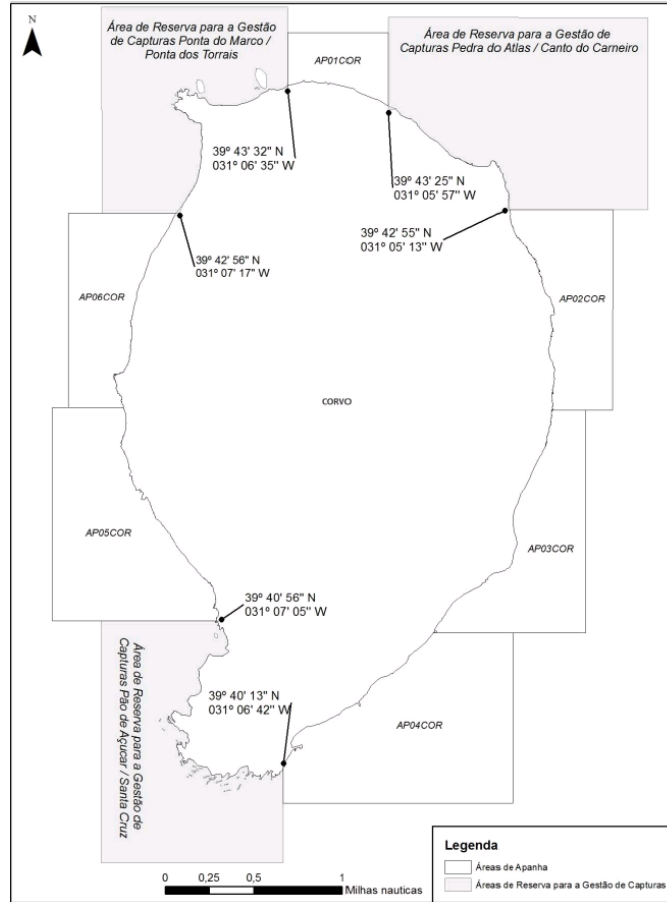 N
Área de Reserva para a Gestão
de Capturas Ponta do Marco /
Ponta dos Torrais
AP01COR
Área de Reserva para a Gestão de
Capturas Pedra do Atlas / Canto do Carneiro
39º 43' 32" N
031º 06' 35" W
39º 43' 25" N
031º 05' 57" W
39º 42' 55" N
031º 05' 13" W
39º 42' 56" N
031º 07' 17" W
AP06COR
AP02COR
CORVO
AP05COR
AP03COR
39º 40' 56" N
031º 07' 05" W
Área de Reserva para a Gestão de
Capturas Pão de Açucar / Santa Cruz
39º 40' 13" N
031º 06' 42" W
AP04COR
Legenda
Áreas de Apanha
Áreas de Reserva para a Gestão de Capturas
0 0,25 0,5 1
Milhas nauticas